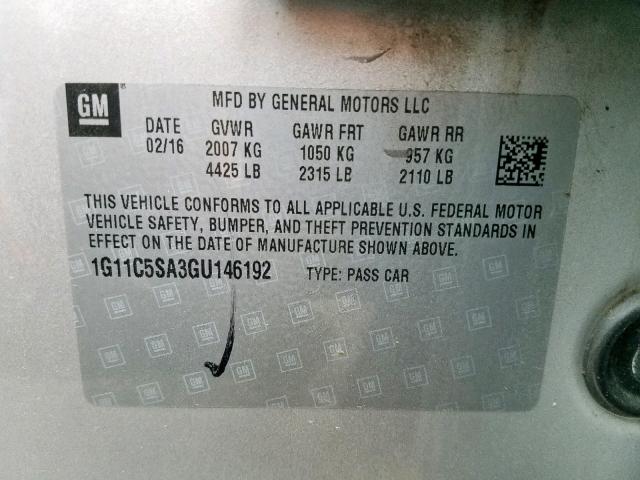 GM
MFD BY GENERAL MOTORS LLC
DATE GVWR GAWR FRT GAWR RR
02/16 2007 KG 1050 KG 957 KG
4425 LB 2315 LB 2110 LB
THIS VEHICLE CONFORMS TO ALL APPLICABLE U.S. FEDERAL MOTOR
VEHICLE SAFETY, BUMPER, AND THEFT PREVENTION STANDARDS IN
EFFECT ON THE DATE OF MANUFACTURE SHOWN ABOVE.
1G11C5SA3GU146192 TYPE: PASS CAR